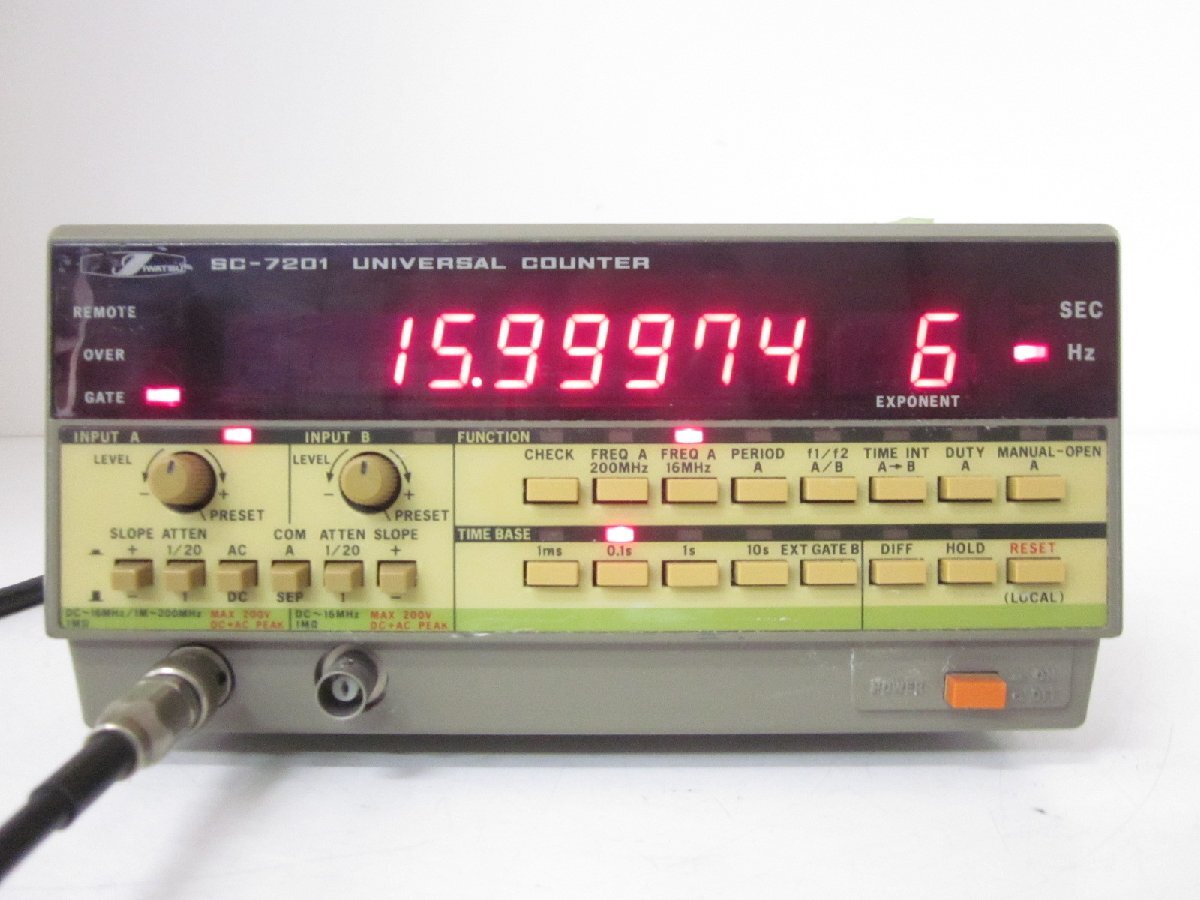 IWATSU SC-7201 UNIVERSAL COUNTER
REMOTE
SEC
OVER
15.99974 6
Hz
GATE
EXPONENT
INPUT A
INPUT B
FUNCTION
LEVEL
- +
PRESET
LEVEL
- +
PRESET
CHECK
FREQ A 200MHz
FREQ A 16MHz
PERIOD A
f1/f2 A/B
TIME INT A→B
DUTY A
MANUAL-OPEN A
SLOPE ATTEN COM ATTEN SLOPE
+ 1/20 AC A 1/20 +
- 1 DC SEP 1 -
TIME BASE
1ms 0.1s 1s 10s EXT GATE B DIFF HOLD RESET
(LOCAL)
DC~16MHz/1M~200MHz
1MΩ
MAX 200V
DC+AC PEAK
DC~16MHz
1MΩ
MAX 200V
DC+AC PEAK
POWER
ON
OFF